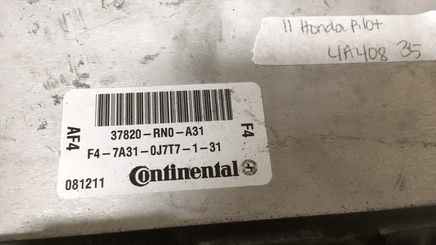 11 Honda Pilot
4A408 35
37820-RN0-A31
F4-7A31-0J7T7-1-31
AF4
F4
081211
Continental